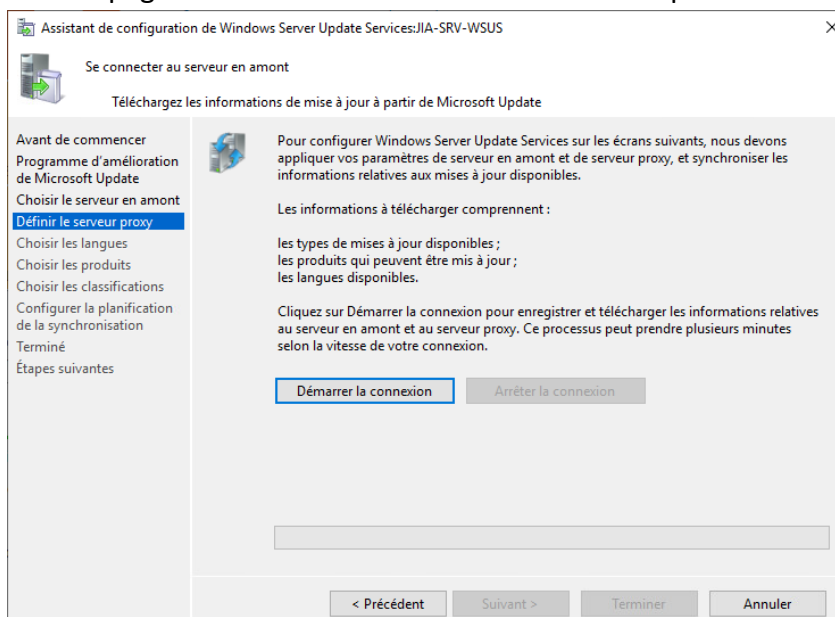 Assistant de configuration de Windows Server Update Services:JIA-SRV-WSUS
Se connecter au serveur en amont
Téléchargez les informations de mise à jour à partir de Microsoft Update
Avant de commencer
Programme d'amélioration
de Microsoft Update
Choisir le serveur en amont
Définir le serveur proxy
Choisir les langues
Choisir les produits
Choisir les classifications
Configurer la planification
de la synchronisation
Terminé
Étapes suivantes
Pour configurer Windows Server Update Services sur les écrans suivants, nous devons
appliquer vos paramètres de serveur en amont et de serveur proxy, et synchroniser les
informations relatives aux mises à jour disponibles.
Les informations à télécharger comprennent :
les types de mises à jour disponibles ;
les produits qui peuvent être mis à jour ;
les langues disponibles.
Cliquez sur Démarrer la connexion pour enregistrer et télécharger les informations relatives
au serveur en amont et au serveur proxy. Ce processus peut prendre plusieurs minutes
selon la vitesse de votre connexion.
Démarrer la connexion
Arrêter la connexion
< Précédent
Suivant >
Terminer
Annuler